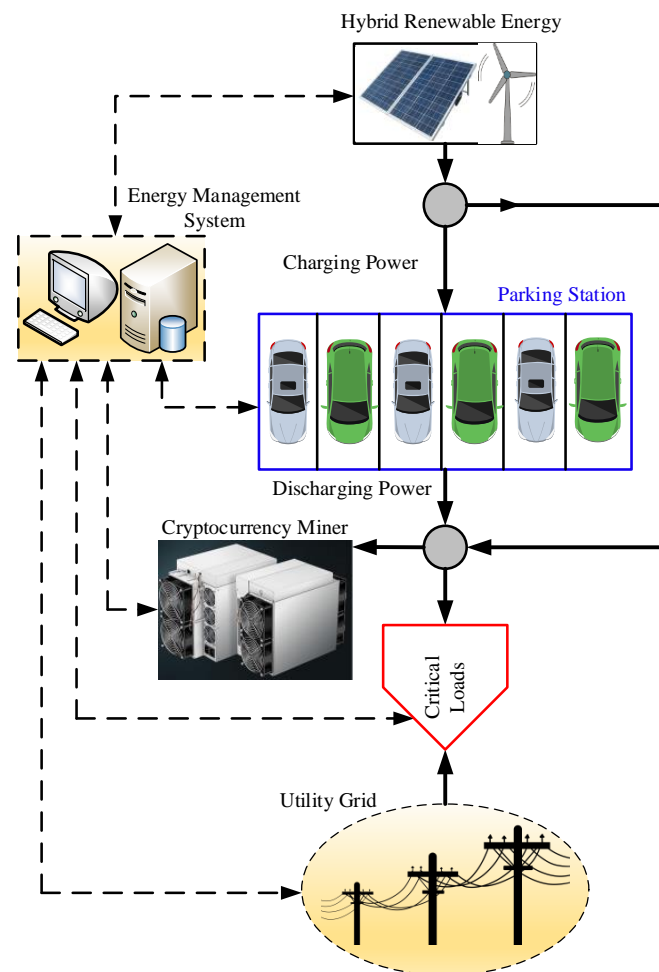 Hybrid Renewable Energy
Energy Management
System
Charging Power
Parking Station
Discharging Power
Cryptocurrency Miner
Critical
Loads
Utility Grid